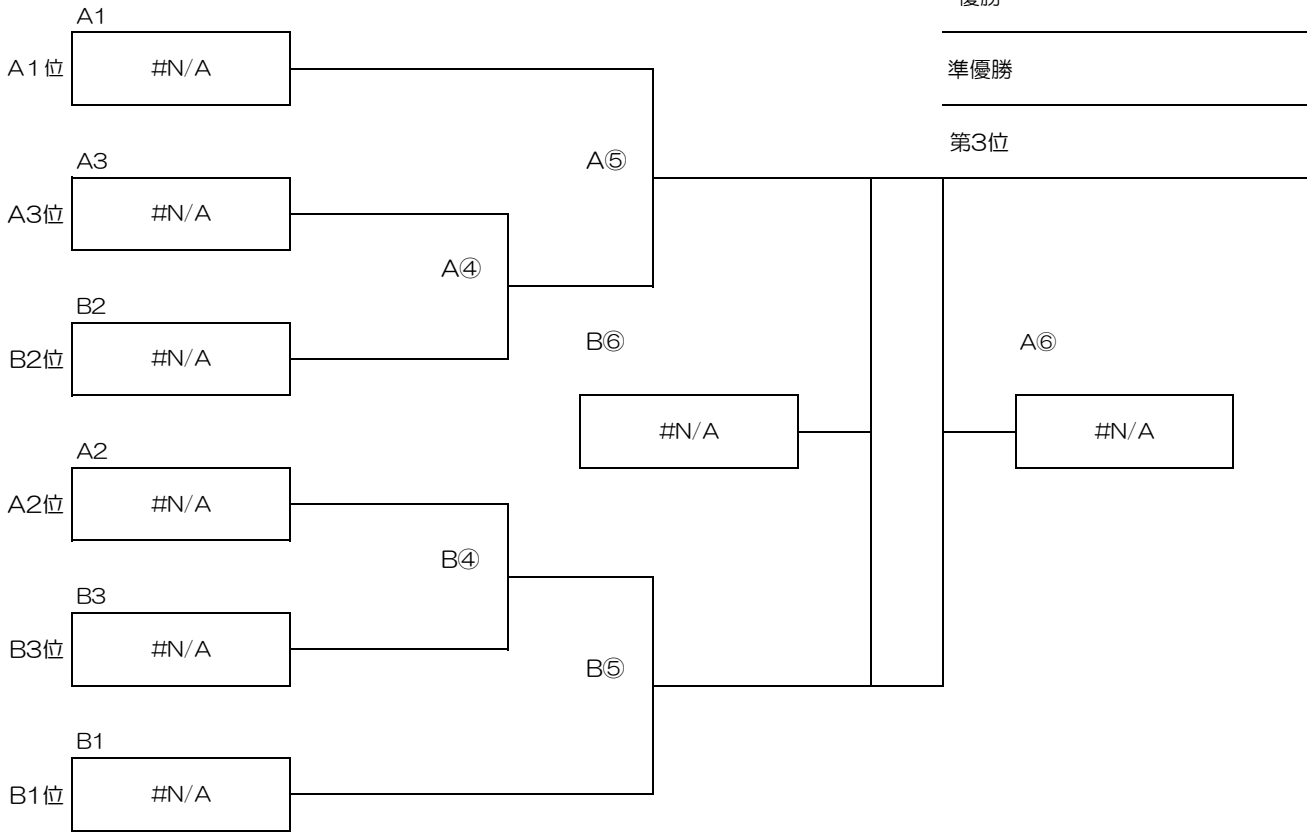 優勝
A1
A1位
#N/A
準優勝
第3位
A3
A⑤
A3位
#N/A
A④
B2
B⑥
A⑥
B2位
#N/A
#N/A
#N/A
A2
A2位
#N/A
B④
B3
B3位
#N/A
B⑤
B1
B1位
#N/A